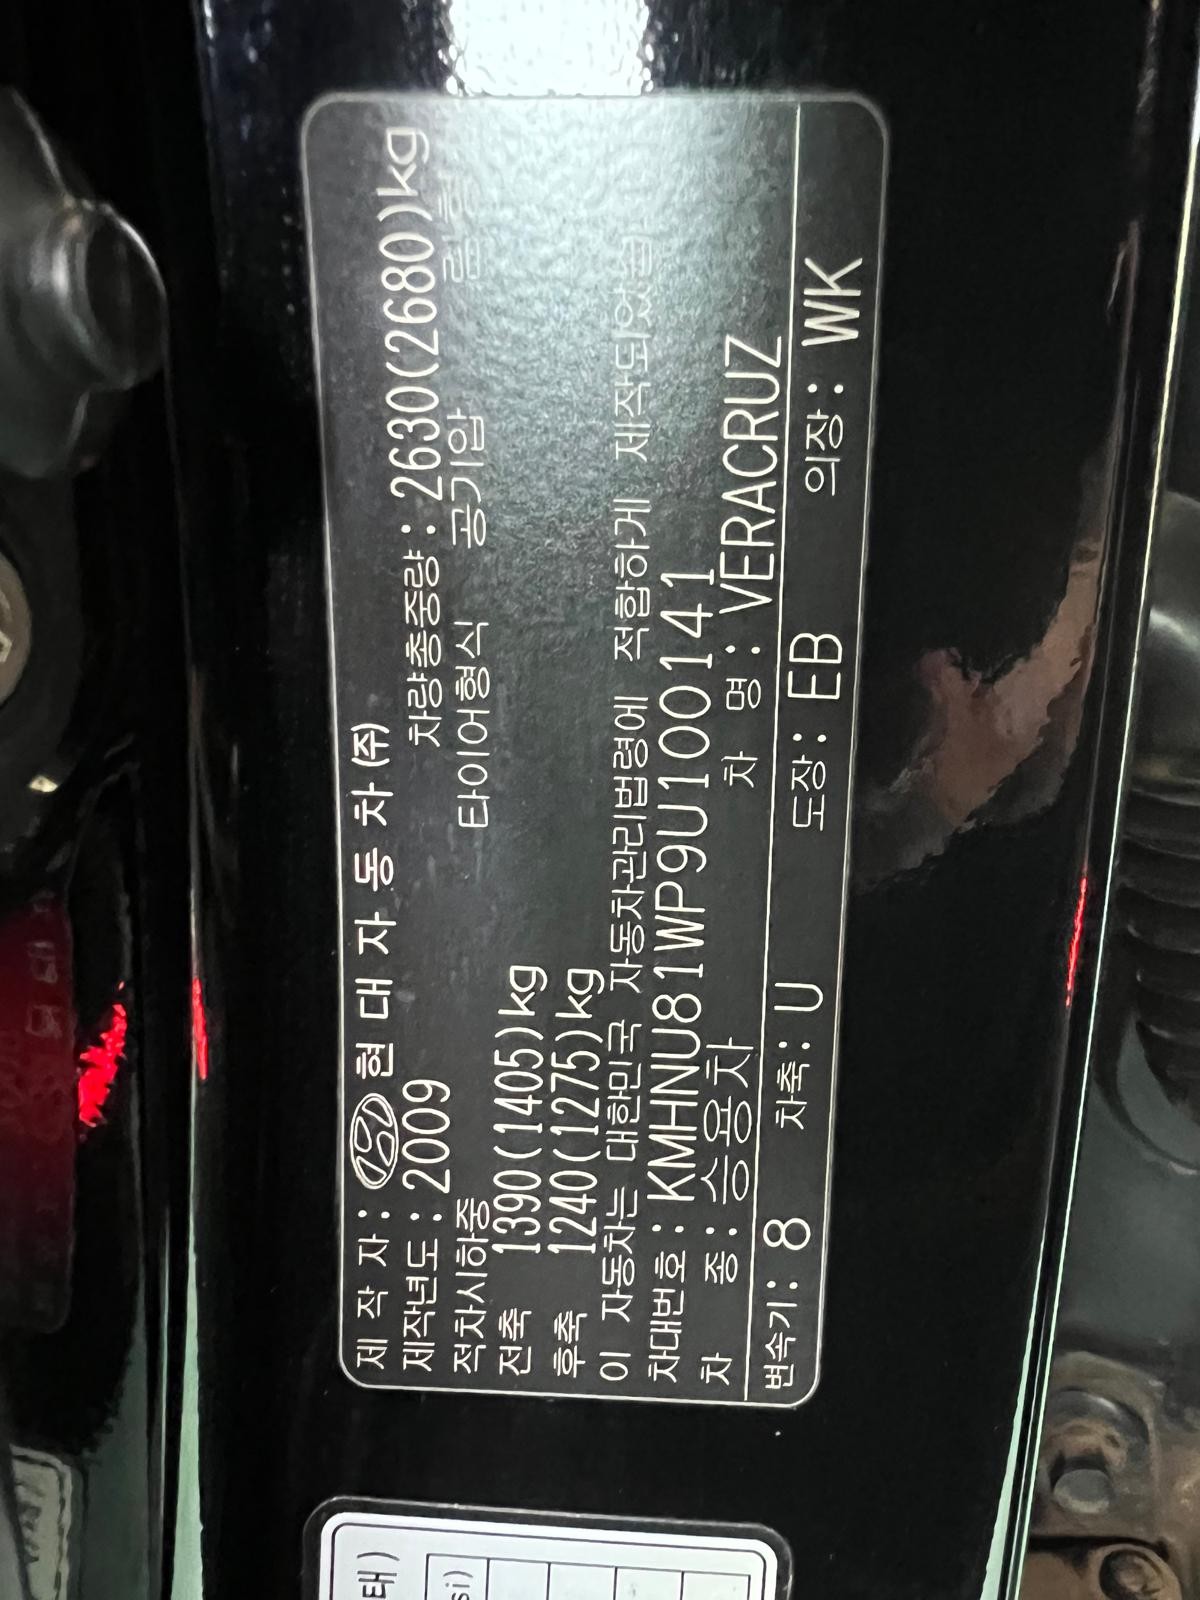 제 작 자 : 현 대 자 동 차 (주)
제작년도 : 2009 차량총중량 : 2630(2680)kg
적차시하중 타이어형식 공기압 림 휠
전축 1390(1405)kg
후축 1240(1275)kg
이 자동차는 대한민국 자동차관리법령에 적합하게 제작되었음
차대번호 : KMHNU81WP9U100141
차 종 : 승용차 차 명 : VERACRUZ
변속기 : 8 차축 : U 도장 : EB 의장 : WK
태)
si)